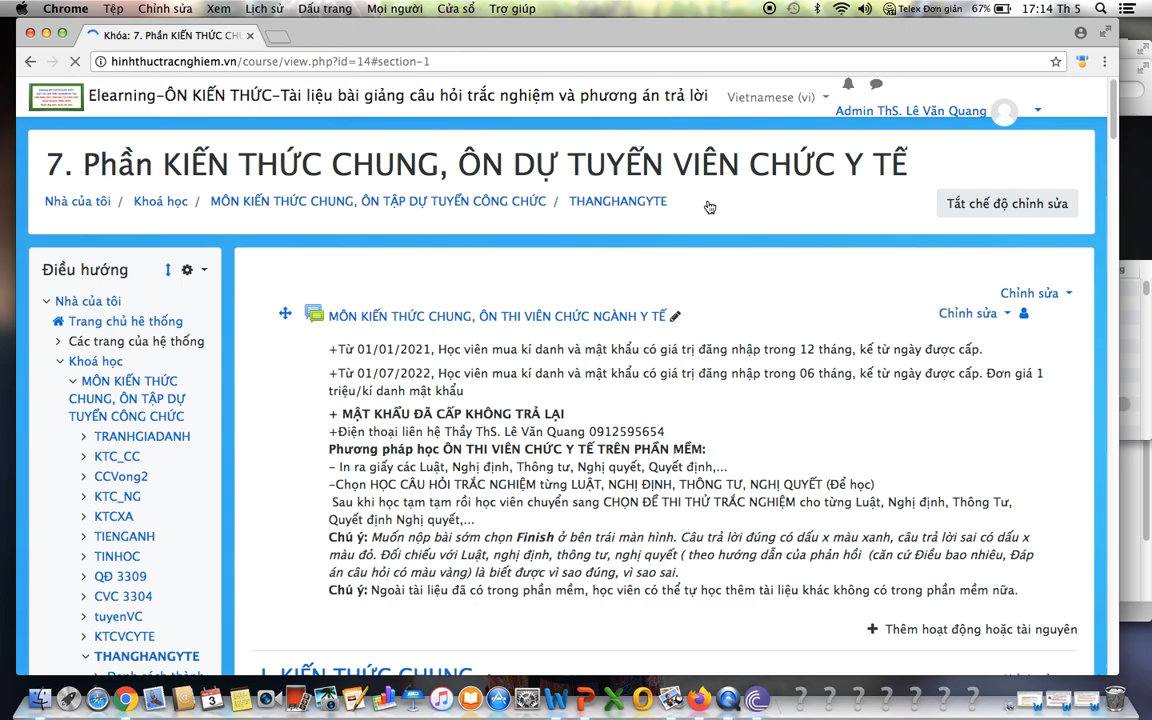 Chrome Tệp Chỉnh sửa Xem Lịch sử Dấu trang Mọi người Cửa sổ Trợ giúp Telex Đơn giản 67% 17:14 Th 5
Khóa: 7. Phần KIẾN THỨC CHU
hinhthuctracnghiem.vn/course/view.php?id=14#section-1
Elearning-ÔN KIẾN THỨC-Tài liệu bài giảng câu hỏi trắc nghiệm và phương án trả lời
Vietnamese (vi)
Admin ThS. Lê Văn Quang
7. Phần KIẾN THỨC CHUNG, ÔN DỰ TUYỂN VIÊN CHỨC Y TẾ
Nhà của tôi / Khoá học / MÔN KIẾN THỨC CHUNG, ÔN TẬP DỰ TUYỂN CÔNG CHỨC / THANGHANGYTE
Tắt chế độ chỉnh sửa
Điều hướng
Nhà của tôi
Trang chủ hê thống
Các trang của hệ thống
Khoá học
MÔN KIẾN THỨC
CHUNG, ÔN TẬP DỰ
TUYỂN CÔNG CHỨC
TRANHGIADANH
KTC_CC
CCVong2
KTC_NG
KTCXA
TIENGANH
TINHOC
QĐ 3309
CVC 3304
tuyenVC
KTCVCYTE
THANGHANGYTE
Danh sách thành
Chỉnh sửa
MÔN KIẾN THỨC CHUNG, ÔN THI VIÊN CHỨC NGÀNH Y TẾ
Chỉnh sửa
+Từ 01/01/2021, Học viên mua kí danh và mật khẩu có giá trị đăng nhập trong 12 tháng, kế từ ngày được cấp.
+Từ 01/07/2022, Học viên mua kí danh và mật khẩu có giá trị đăng nhập trong 06 tháng, kế từ ngày được cấp. Đơn giá 1
triệu/kí danh mật khẩu
+ MẬT KHẨU ĐÃ CẤP KHÔNG TRẢ LẠI
+Điện thoại liên hệ Thầy ThS. Lê Văn Quang 0912595654
Phương pháp học ÔN THI VIÊN CHỨC Y TẾ TRÊN PHẦN MỀM:
- In ra giấy các Luật, Nghị định, Thông tư, Nghị quyết, Quyết định,...
-Chọn HỌC CÂU HỎI TRẮC NGHIỆM từng LUẬT, NGHỊ ĐỊNH, THÔNG TƯ, NGHỊ QUYẾT (Để học)
Sau khi học tạm tạm rồi học viên chuyển sang CHỌN ĐỀ THI THỬ TRẮC NGHIỆM cho từng Luật, Nghị định, Thông Tư,
Quyết định Nghị quyết,...
Chú ý: Muốn nộp bài sớm chọn Finish ở bên trái màn hình. Câu trả lời đúng có dấu x màu xanh, câu trả lời sai có dấu x
màu đỏ. Đối chiếu với Luật, nghị định, thông tư, nghị quyết ( theo hướng dẫn của phản hồi (căn cứ Điều bao nhiêu, Đáp
án câu hỏi có màu vàng) là biết được vì sao đúng, vì sao sai.
Chú ý: Ngoài tài liệu đã có trong phần mềm, học viên có thể tự học thêm tài liệu khác không có trong phần mềm nữa.
Thêm hoạt động hoặc tài nguyên
I. KIẾN THỨC CHUNG